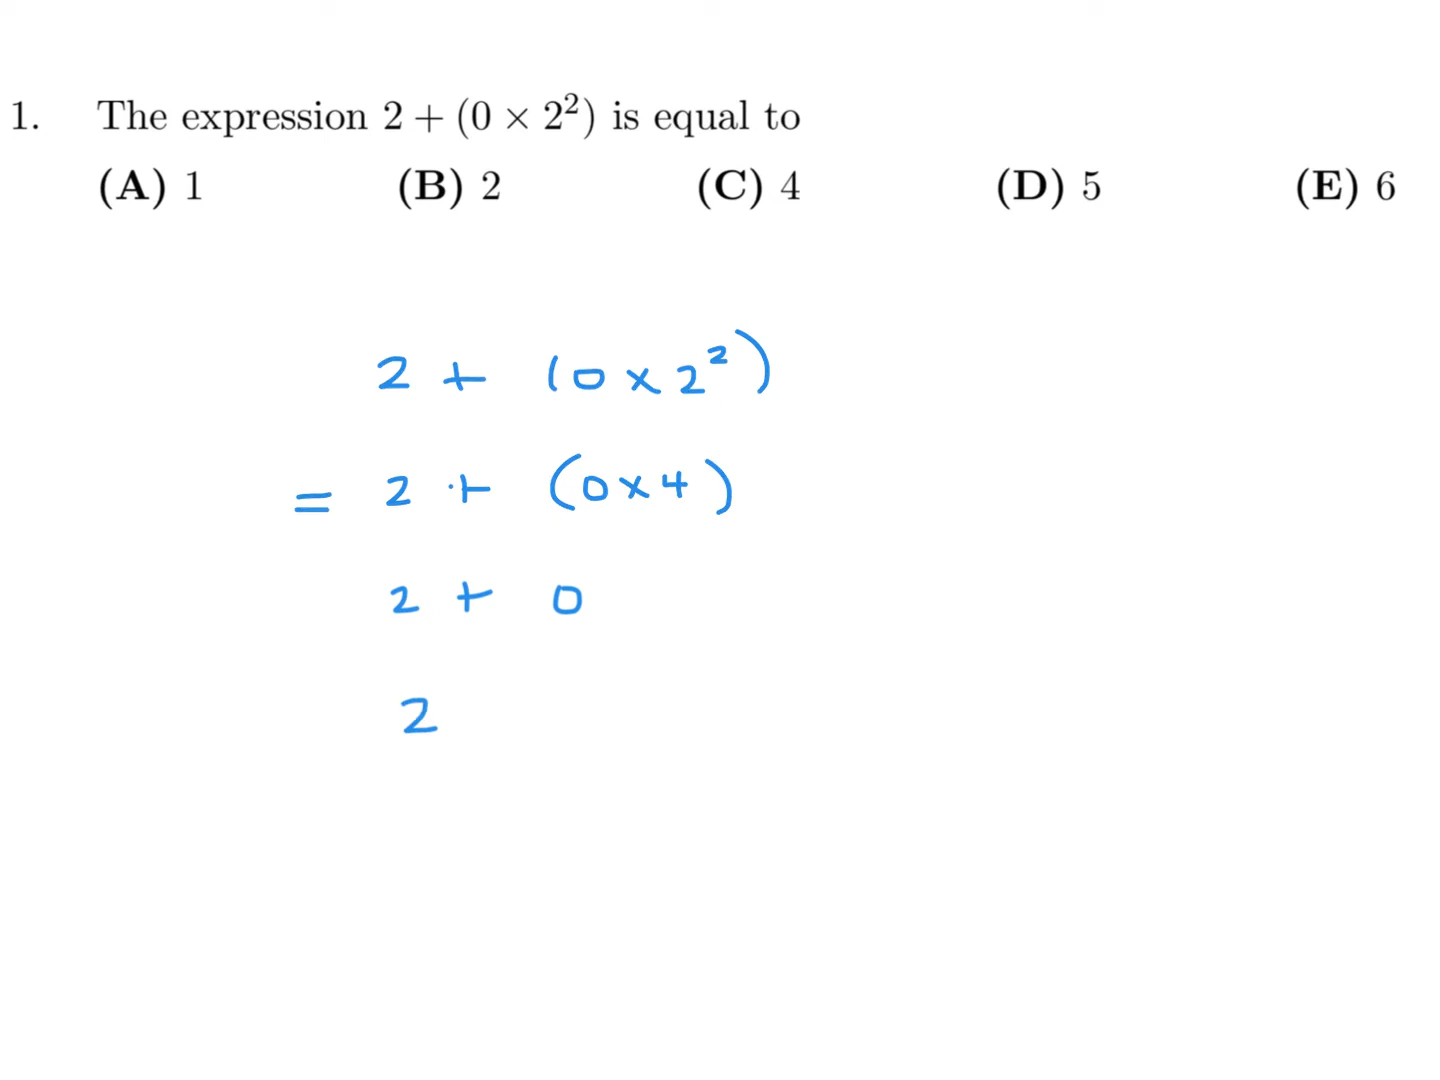 1. The expression 2 + (0 × 2²) is equal to
(A) 1 (B) 2 (C) 4 (D) 5 (E) 6
2 + (0 × 2²)
= 2 + (0 × 4)
2 + 0
2